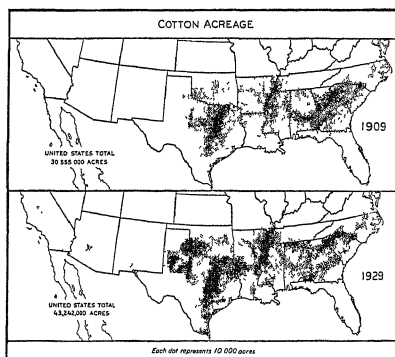 COTTON ACREAGE
1909
UNITED STATES TOTAL
30 555 000 ACRES
1929
UNITED STATES TOTAL
43,242,000 ACRES
Each dot represents 10 000 acres